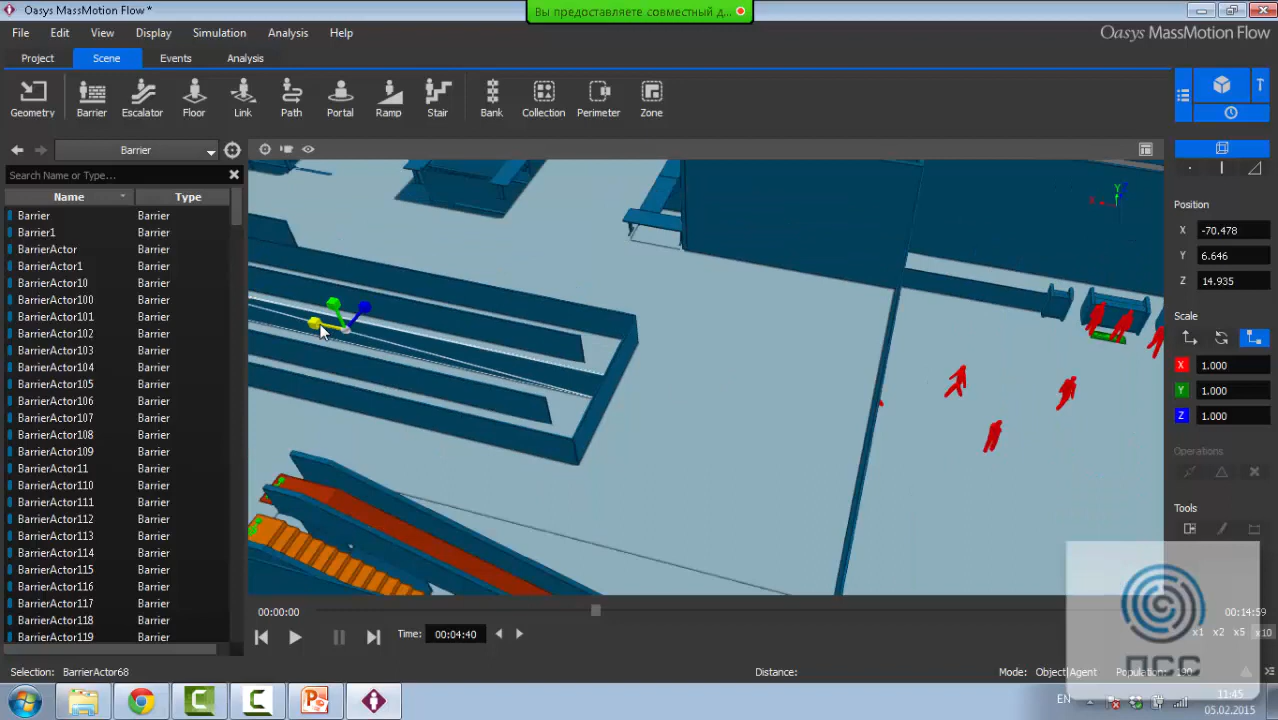 Oasys MassMotion Flow *
Вы предоставляете совместный д...
File Edit View Display Simulation Analysis Help
Oasys MassMotion Flow
Project Scene Events Analysis
Geometry Barrier Escalator Floor Link Path Portal Ramp Stair Bank Collection Perimeter Zone
Barrier
Search Name or Type...
Name Type
Barrier Barrier
Barrier1 Barrier
BarrierActor Barrier
BarrierActor1 Barrier
BarrierActor10 Barrier
BarrierActor100 Barrier
BarrierActor101 Barrier
BarrierActor102 Barrier
BarrierActor103 Barrier
BarrierActor104 Barrier
BarrierActor105 Barrier
BarrierActor106 Barrier
BarrierActor107 Barrier
BarrierActor108 Barrier
BarrierActor109 Barrier
BarrierActor11 Barrier
BarrierActor110 Barrier
BarrierActor111 Barrier
BarrierActor112 Barrier
BarrierActor113 Barrier
BarrierActor114 Barrier
BarrierActor115 Barrier
BarrierActor116 Barrier
BarrierActor117 Barrier
BarrierActor118 Barrier
BarrierActor119 Barrier
X Y Z
Position
X -70.478
Y 6.646
Z 14.935
Scale
X 1.000
Y 1.000
Z 1.000
Operations
Tools
00:00:00 00:14:59
Time: 00:04:40
x1 x2 x5 x10
Selection: BarrierActor68 Distance: Mode: Object|Agent Population:
ПСС
EN 11:45
05.02.2015